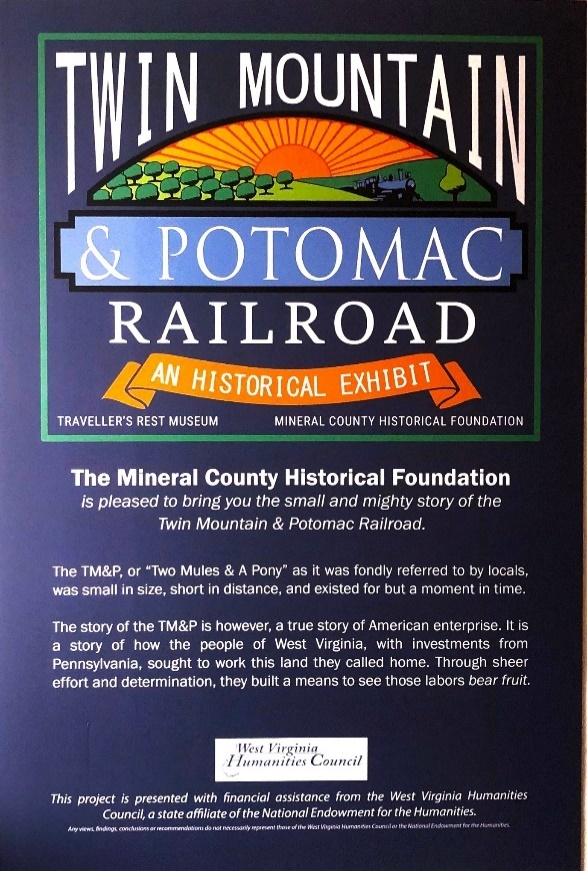 TWIN MOUNTAIN
& POTOMAC
RAILROAD
AN HISTORICAL EXHIBIT
TRAVELLER'S REST MUSEUM MINERAL COUNTY HISTORICAL FOUNDATION
The Mineral County Historical Foundation
is pleased to bring you the small and mighty story of the
Twin Mountain & Potomac Railroad.
The TM&P, or “Two Mules & A Pony” as it was fondly referred to by locals,
was small in size, short in distance, and existed for but a moment in time.
The story of the TM&P is however, a true story of American enterprise. It is
a story of how the people of West Virginia, with investments from
Pennsylvania, sought to work this land they called home. Through sheer
effort and determination, they built a means to see those labors bear fruit.
West Virginia
Humanities Council
This project is presented with financial assistance from the West Virginia Humanities
Council, a state affiliate of the National Endowment for the Humanities.
Any views, findings, conclusions or recommendations do not necessarily represent those of the West Virginia Humanities Council or the National Endowment for the Humanities.